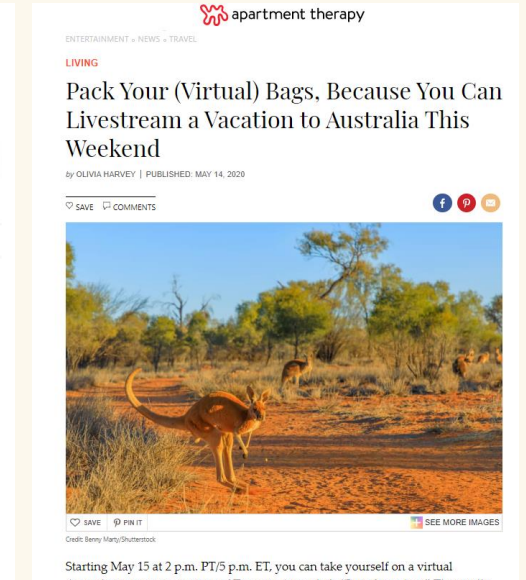 apartment therapy
ENTERTAINMENT » NEWS » TRAVEL
LIVING
Pack Your (Virtual) Bags, Because You Can
Livestream a Vacation to Australia This
Weekend
by OLIVIA HARVEY | PUBLISHED: MAY 14, 2020
SAVE COMMENTS
SAVE PIN IT SEE MORE IMAGES
Credit: Benny Marty/Shutterstock
Starting May 15 at 2 p.m. PT/5 p.m. ET, you can take yourself on a virtual